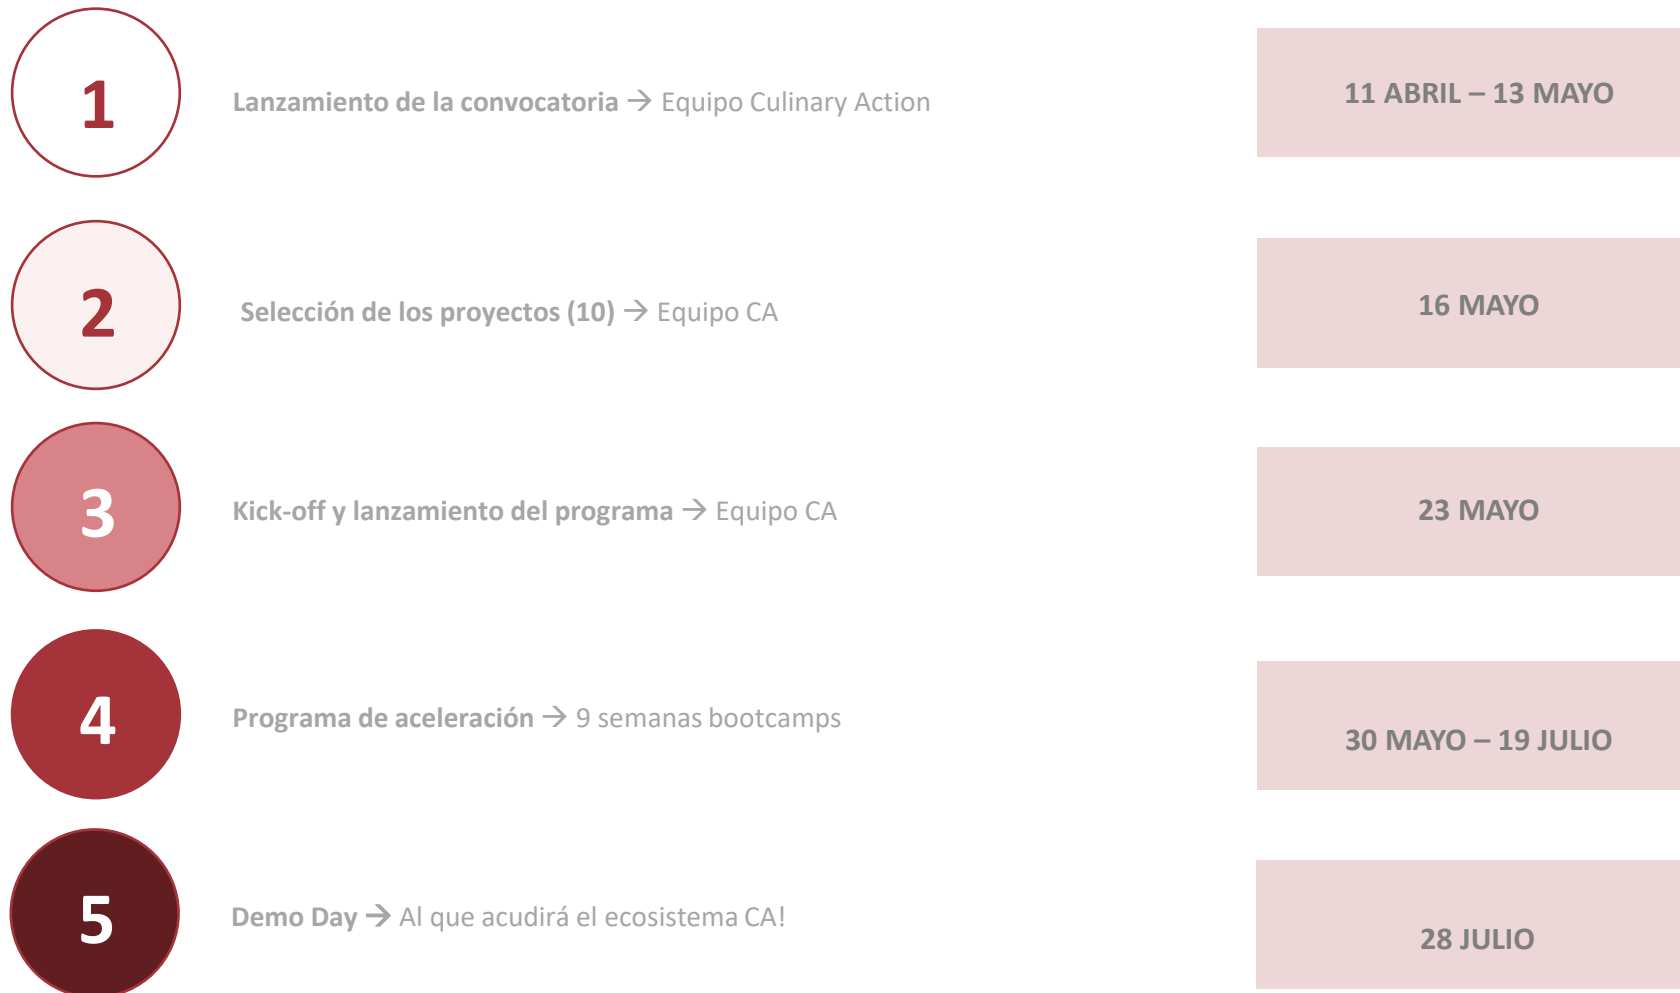 1
Lanzamiento de la convocatoria → Equipo Culinary Action
11 ABRIL – 13 MAYO
2
Selección de los proyectos (10) → Equipo CA
16 MAYO
3
Kick-off y lanzamiento del programa → Equipo CA
23 MAYO
4
Programa de aceleración → 9 semanas bootcamps
30 MAYO – 19 JULIO
5
Demo Day → Al que acudirá el ecosistema CA!
28 JULIO